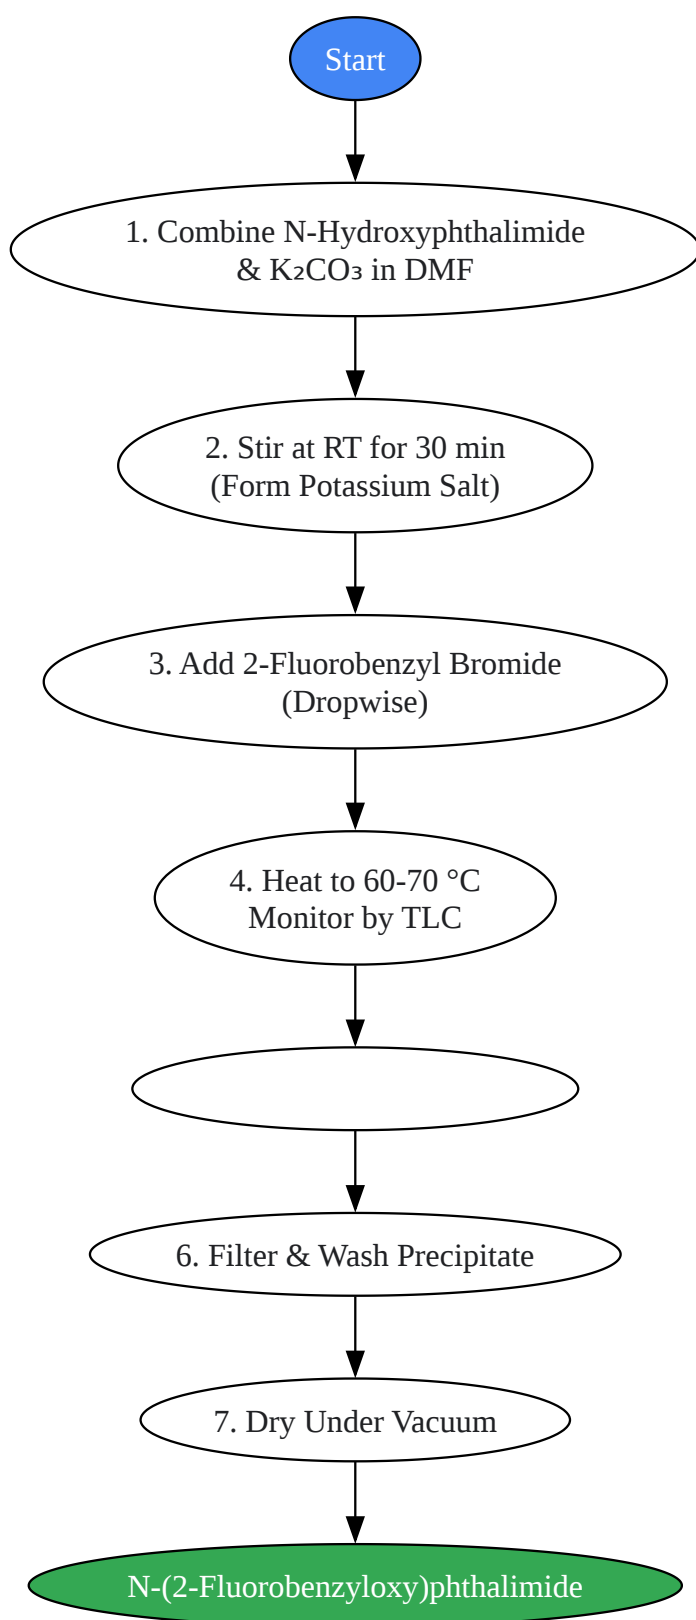 Start
1. Combine N-Hydroxyphthalimide
& K₂CO₃ in DMF
2. Stir at RT for 30 min
(Form Potassium Salt)
3. Add 2-Fluorobenzyl Bromide
(Dropwise)
4. Heat to 60-70 °C
Monitor by TLC
6. Filter & Wash Precipitate
7. Dry Under Vacuum
N-(2-Fluorobenzyloxy)phthalimide